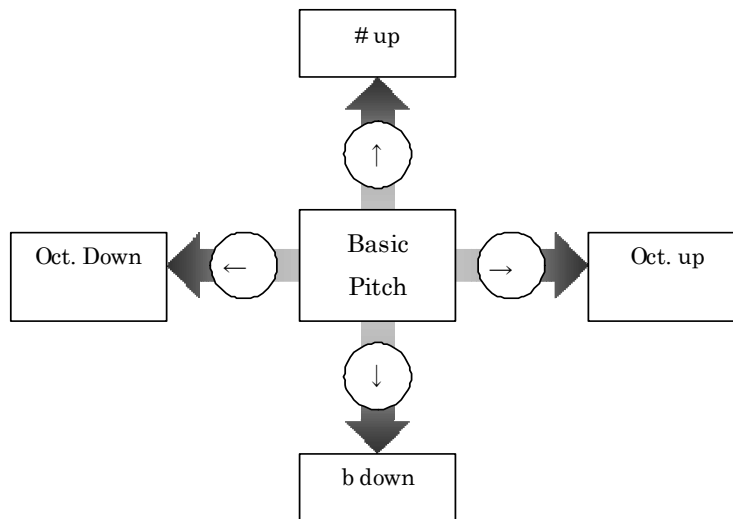 # up
↑
Oct. Down
←
Basic
Pitch
→
Oct. up
↓
b down